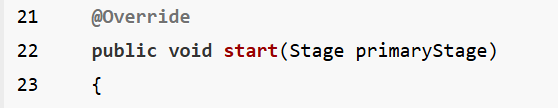 21 @Override
22 public void start(Stage primaryStage)
23 {